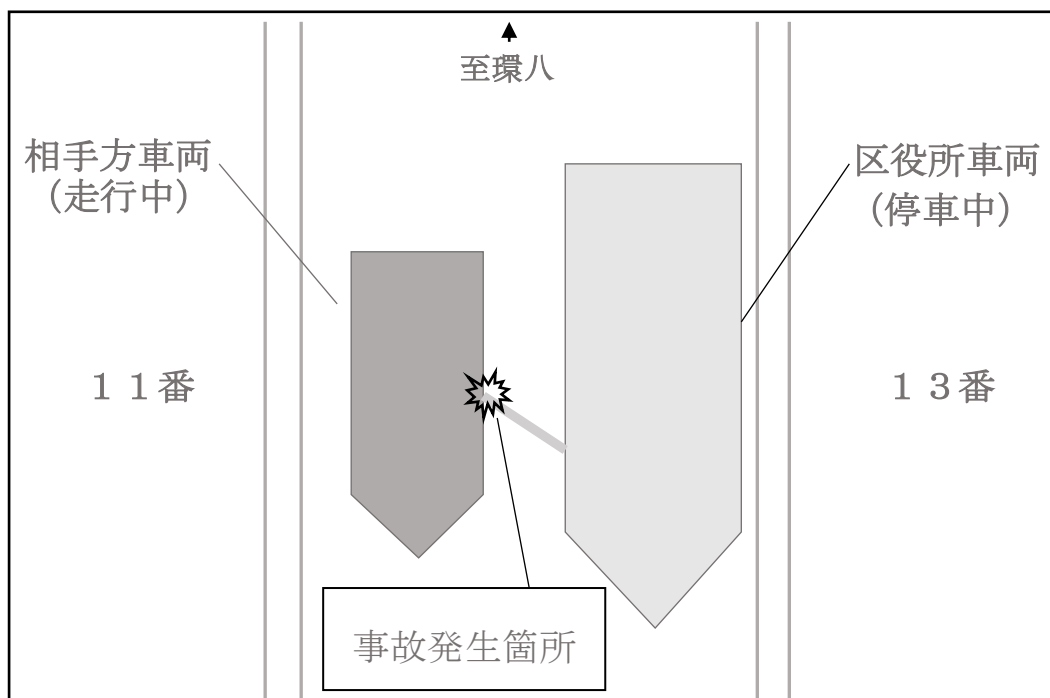 至環八
相手方車両
(走行中)
区役所車両
(停車中)
１１番
１３番
事故発生箇所